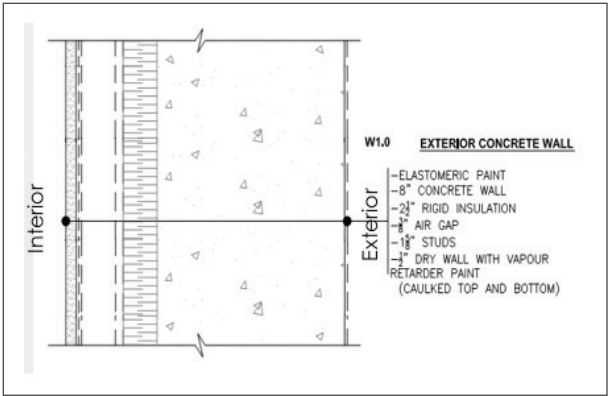 Interior
Exterior
W1.0 EXTERIOR CONCRETE WALL
-ELASTOMERIC PAINT
-8" CONCRETE WALL
-2½" RIGID INSULATION
-⅜" AIR GAP
-1⅝" STUDS
-½" DRY WALL WITH VAPOUR
RETARDER PAINT
(CAULKED TOP AND BOTTOM)